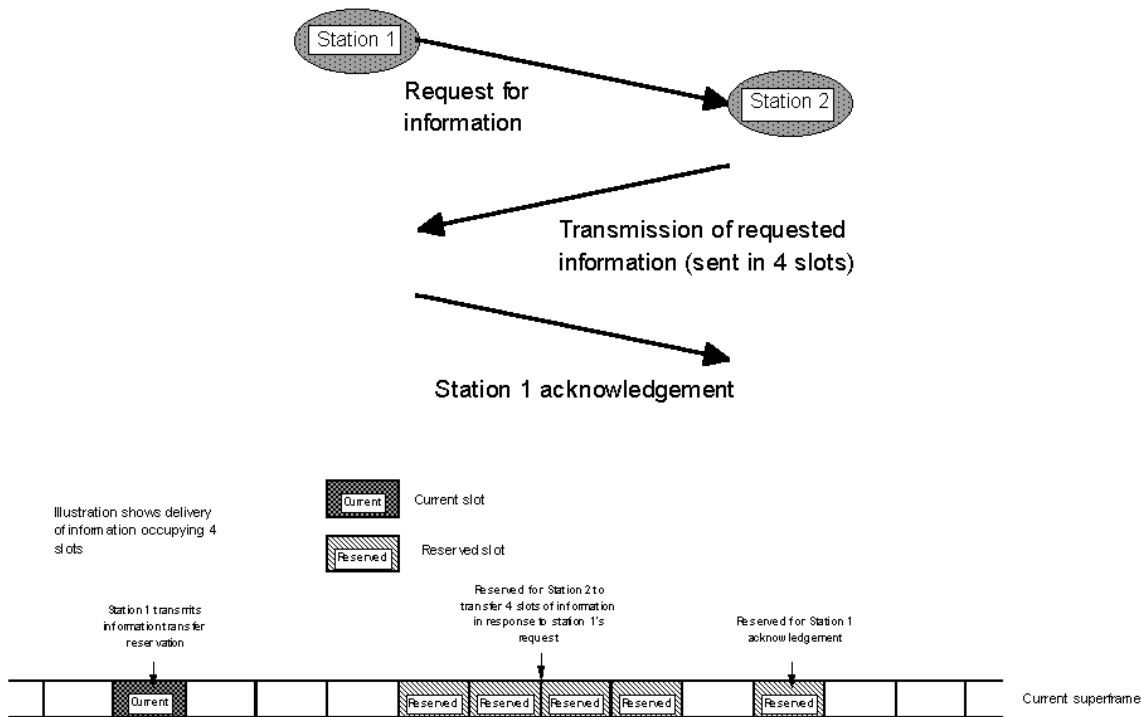 Station 1
Request for
information
Station 2
Transmission of requested
information (sent in 4 slots)
Station 1 acknowledgement
Illustration shows delivery
of information occupying 4
slots
Current
Current slot
Reserved
Reserved slot
Station 1 transmits
information transfer
reservation
Reserved for Station 2 to
transfer 4 slots of information
in response to station 1's
request
Reserved for Station 1
acknowledgement
Current
Reserved
Reserved
Reserved
Reserved
Reserved
Current superframe